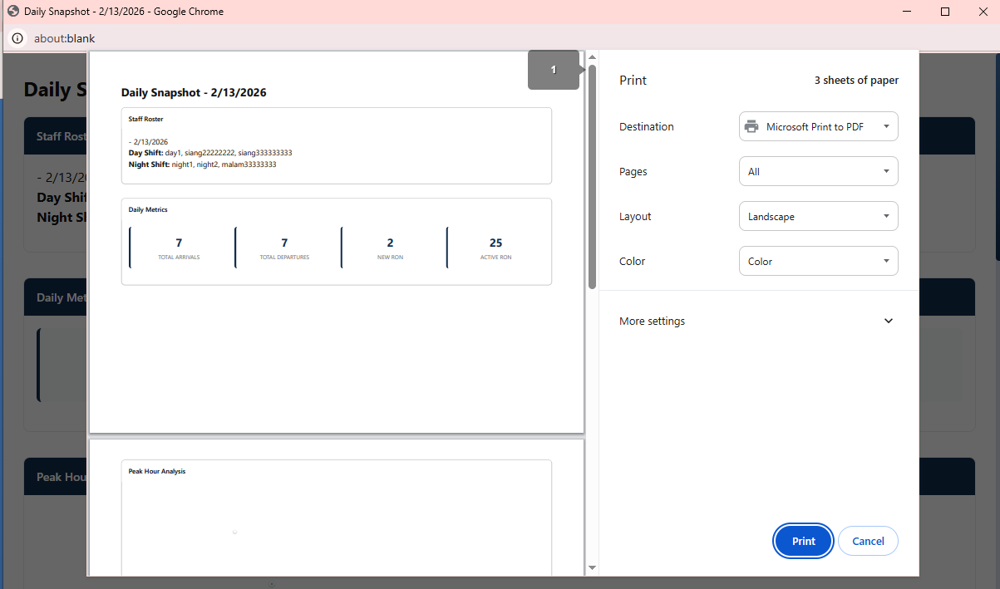 Daily Snapshot - 2/13/2026 - Google Chrome
about:blank
Daily S
Staff Rost
- 2/13/20
Day Shif
Night Sh
Daily Met
Peak Hou
1
Daily Snapshot - 2/13/2026
Staff Roster
- 2/13/2026
Day Shift: day1, siang22222222, siang333333333
Night Shift: night1, night2, malam33333333
Daily Metrics
7 7 2 25
TOTAL ARRIVALS TOTAL DEPARTURES NEW RON ACTIVE RON
Peak Hour Analysis
Print 3 sheets of paper
Destination Microsoft Print to PDF
Pages All
Layout Landscape
Color Color
More settings
Print Cancel